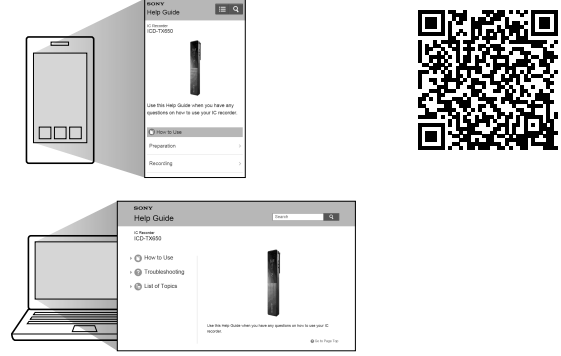 SONY
Help Guide
IC Recorder
ICD-TX650
Use this Help Guide when you have any
questions on how to use your IC recorder.
How to Use
Preparation
Recording
SONY
Help Guide
Search
IC Recorder
ICD-TX650
How to Use
Troubleshooting
List of Topics
Use this Help Guide when you have any questions on how to use your IC
recorder.
Go to Page Top